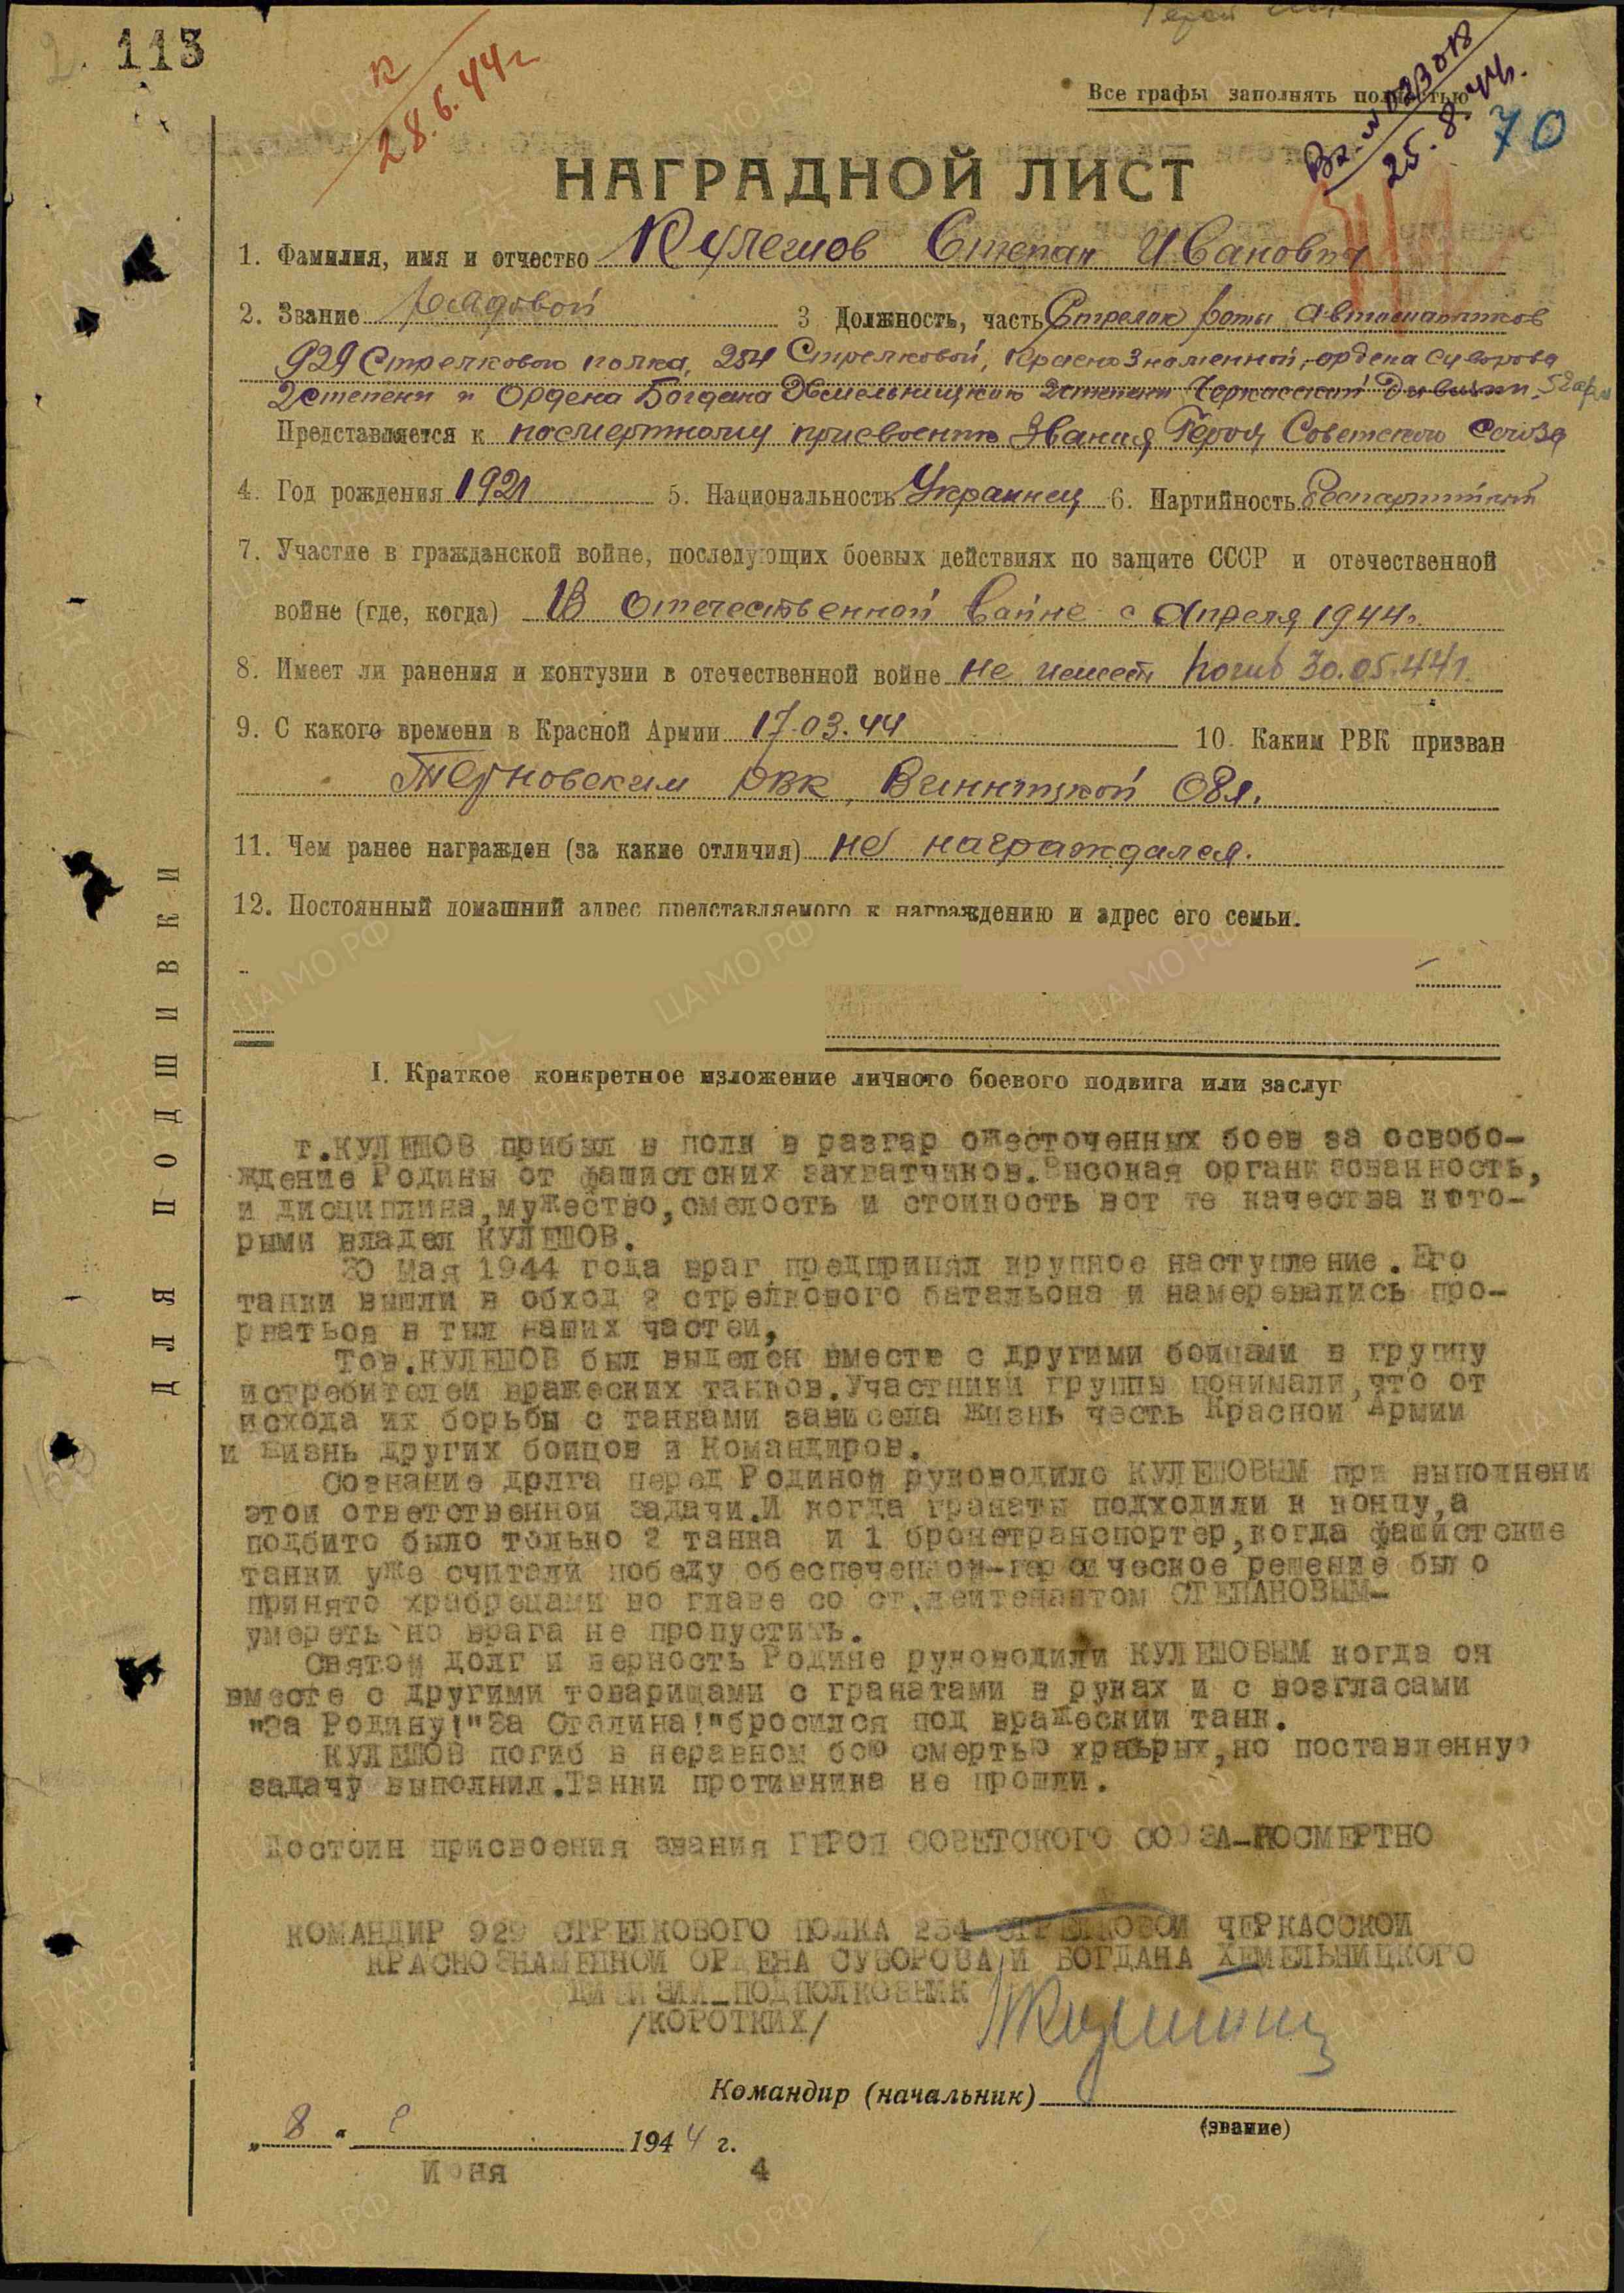 113
28.6.44г
Все графы заполнять полностью
25.8.44г.
70
НАГРАДНОЙ ЛИСТ
1. Фамилия, имя и отчество Кулешов Степан Иванович
2. Звание рядовой 3 Должность, часть Стрелок роты автоматчиков
929 Стрелкового полка, 254 Стрелковой, Краснознаменной, ордена Суворова
2 степени и Ордена Богдана Хмельницкого 2 степени Черкасской Дивизии
Представляется к посмертному присвоению Звания Героя Советского Союза
4. Год рождения 1921 5. Национальность Украинец 6. Партийность Беспартийный
7. Участие в гражданской войне, последующих боевых действиях по защите СССР и отечественной
войне (где, когда) В Отечественной Войне с Апреля 1944г.
8. Имеет ли ранения и контузии в отечественной войне не имеет погиб 30.05.44г.
9. С какого времени в Красной Армии 17.03.44 10. Каким РВК призван
Терновским РВК, Винницкой Обл.
11. Чем ранее награжден (за какие отличия) не награждался.
12. Постоянный домашний адрес представляемого к награждению и адрес его семьи.
ДЛЯ ПОДШИВКИ
I. Краткое конкретное изложение личного боевого подвига или заслуг
т.КУЛЕШОВ прибыл в полк в разгар ожесточенных боев за освобо-
ждение Родины от фашистских захватчиков.Высокая организованность,
и дисциплина,мужество,смелость и стойкость вот те качества кото-
рыми владел КУЛЕШОВ.
30 мая 1944 года враг предпринял крупное наступление.Его
танки вышли в обход 2 стрелкового батальона и намеревались про-
рваться в тыл наших частей,
Тов.КУЛЕШОВ был выделен вместе с другими бойцами в группу
истребителей вражеских танков.Участники группы понимали,что от
исхода их борьбы с танками зависела жизнь честь Красной Армии
и жизнь других бойцов и Командиров.
Сознание долга перед Родиной руководило КУЛЕШОВЫМ при выполнени
этой ответственной задачи.И когда гранаты подходили к концу,а
подбито было только 2 танка и 1 бронетранспортер,когда фашистские
танки уже считали победу обеспеченной-героическое решение было
принято храбрецами во главе со ст.лейтенантом СТЕПАНОВЫМ-
умереть но врага не пропустить.
Святой долг и верность Родине руководили КУЛЕШОВЫМ когда он
вместе с другими товарищами с гранатами в руках и с возгласами
"За Родину!"За Сталина!"бросился под вражеский танк.
КУЛЕШОВ погиб в неравном бою смертью храбрых,но поставленную
задачу выполнил.Танки противника не прошли.
Достоин присвоения звания ГЕРОЯ СОВЕТСКОГО СОЮЗА-ПОСМЕРТНО
КОМАНДИР 929 СТРЕЛКОВОГО ПОЛКА 254 СТРЕЛКОВОЙ ЧЕРКАССКОЙ
КРАСНОЗНАМЕННОЙ ОРДЕНА СУВОРОВА И БОГДАНА ХЕМЕЛЬНИЦКОГО
ДИВИЗИИ-ПОДПОЛКОВНИК
/КОРОТКИХ/
Командир (начальник)
(звание)
„8“ 1944 г.
Июня 4
ЦА МО РФ